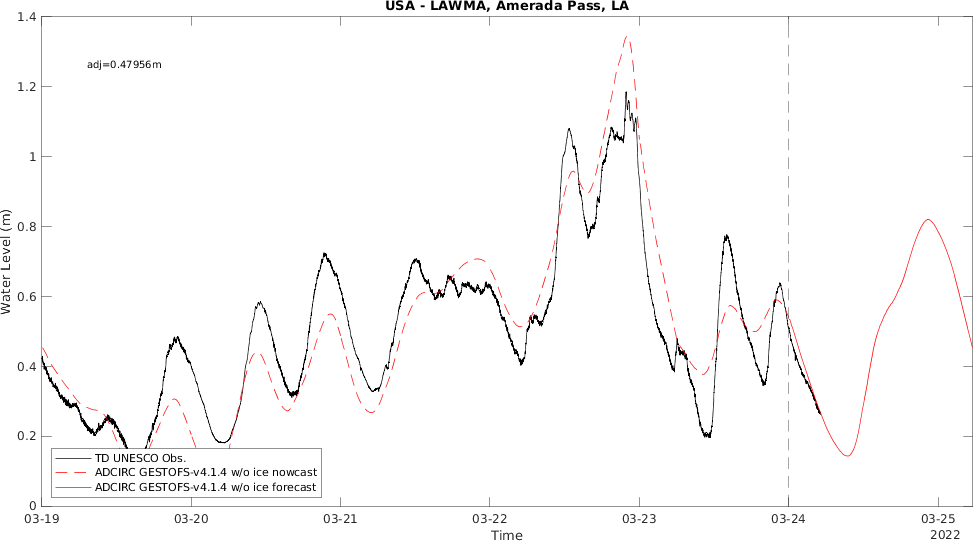 USA - LAWMA, Amerada Pass, LA
adj=0.47956m
1.4
1.2
1
0.8
0.6
0.4
0.2
0
Water Level (m)
TD UNESCO Obs.
ADCIRC GESTOFS-v4.1.4 w/o ice nowcast
ADCIRC GESTOFS-v4.1.4 w/o ice forecast
03-19 03-20 03-21 03-22 03-23 03-24 03-25
Time
2022